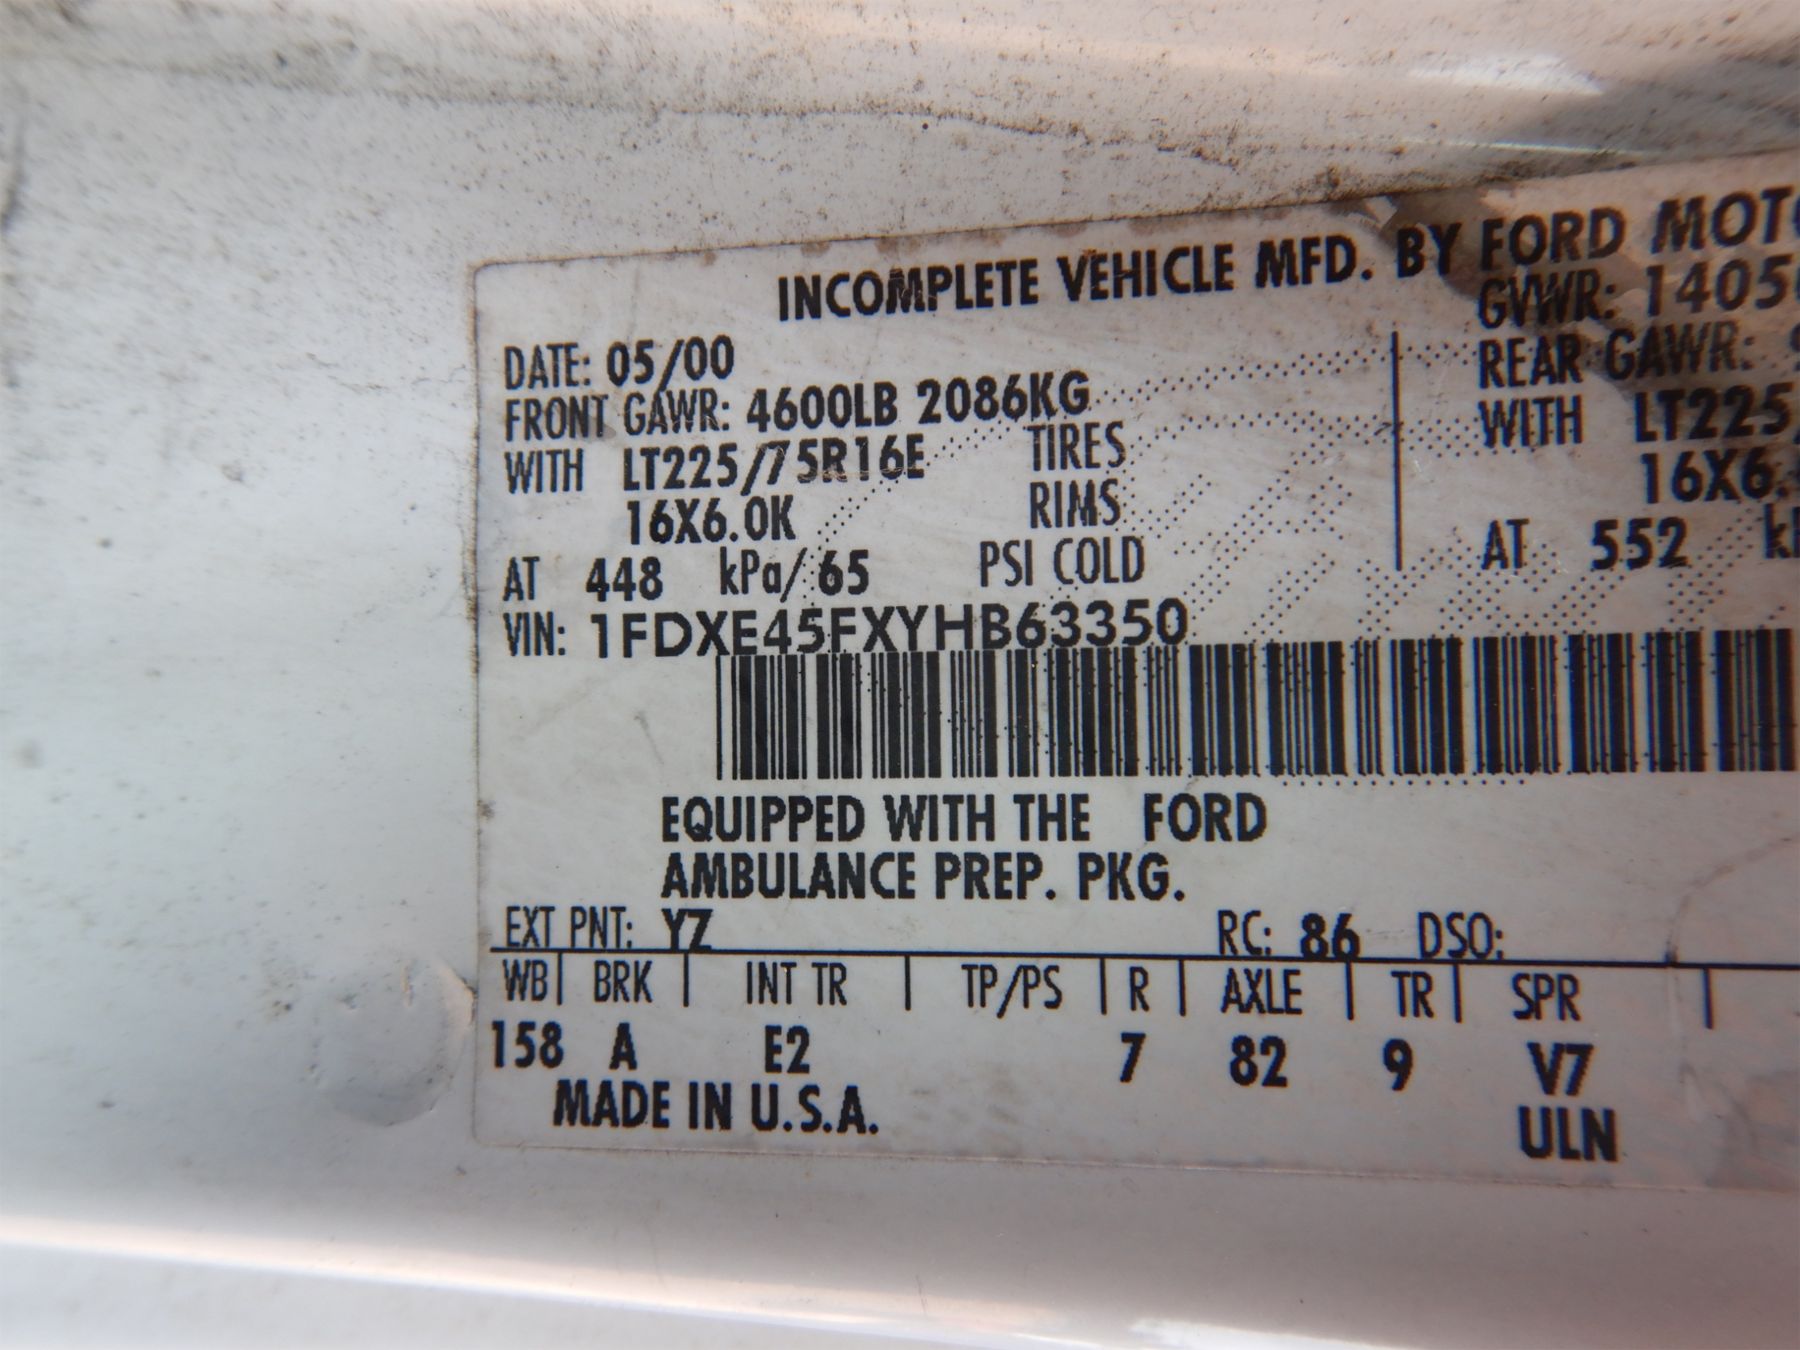 INCOMPLETE VEHICLE MFD. BY FORD
GVWR:
DATE: 05/00
REAR GAWR:
FRONT GAWR: 4600LB 2086KG
WITH LT225/75R16E TIRES
WITH LT225
16X6.0K RIMS
16X6.
AT 448 kPa/ 65 PSI COLD
AT 552
VIN: 1FDXE45FXYHB63350
EQUIPPED WITH THE FORD
AMBULANCE PREP. PKG.
EXT PNT: YZ RC: 86 DSO:
WB BRK INT TR TP/PS R AXLE TR SPR
158 A E2 7 82 9 V7
MADE IN U.S.A. ULN